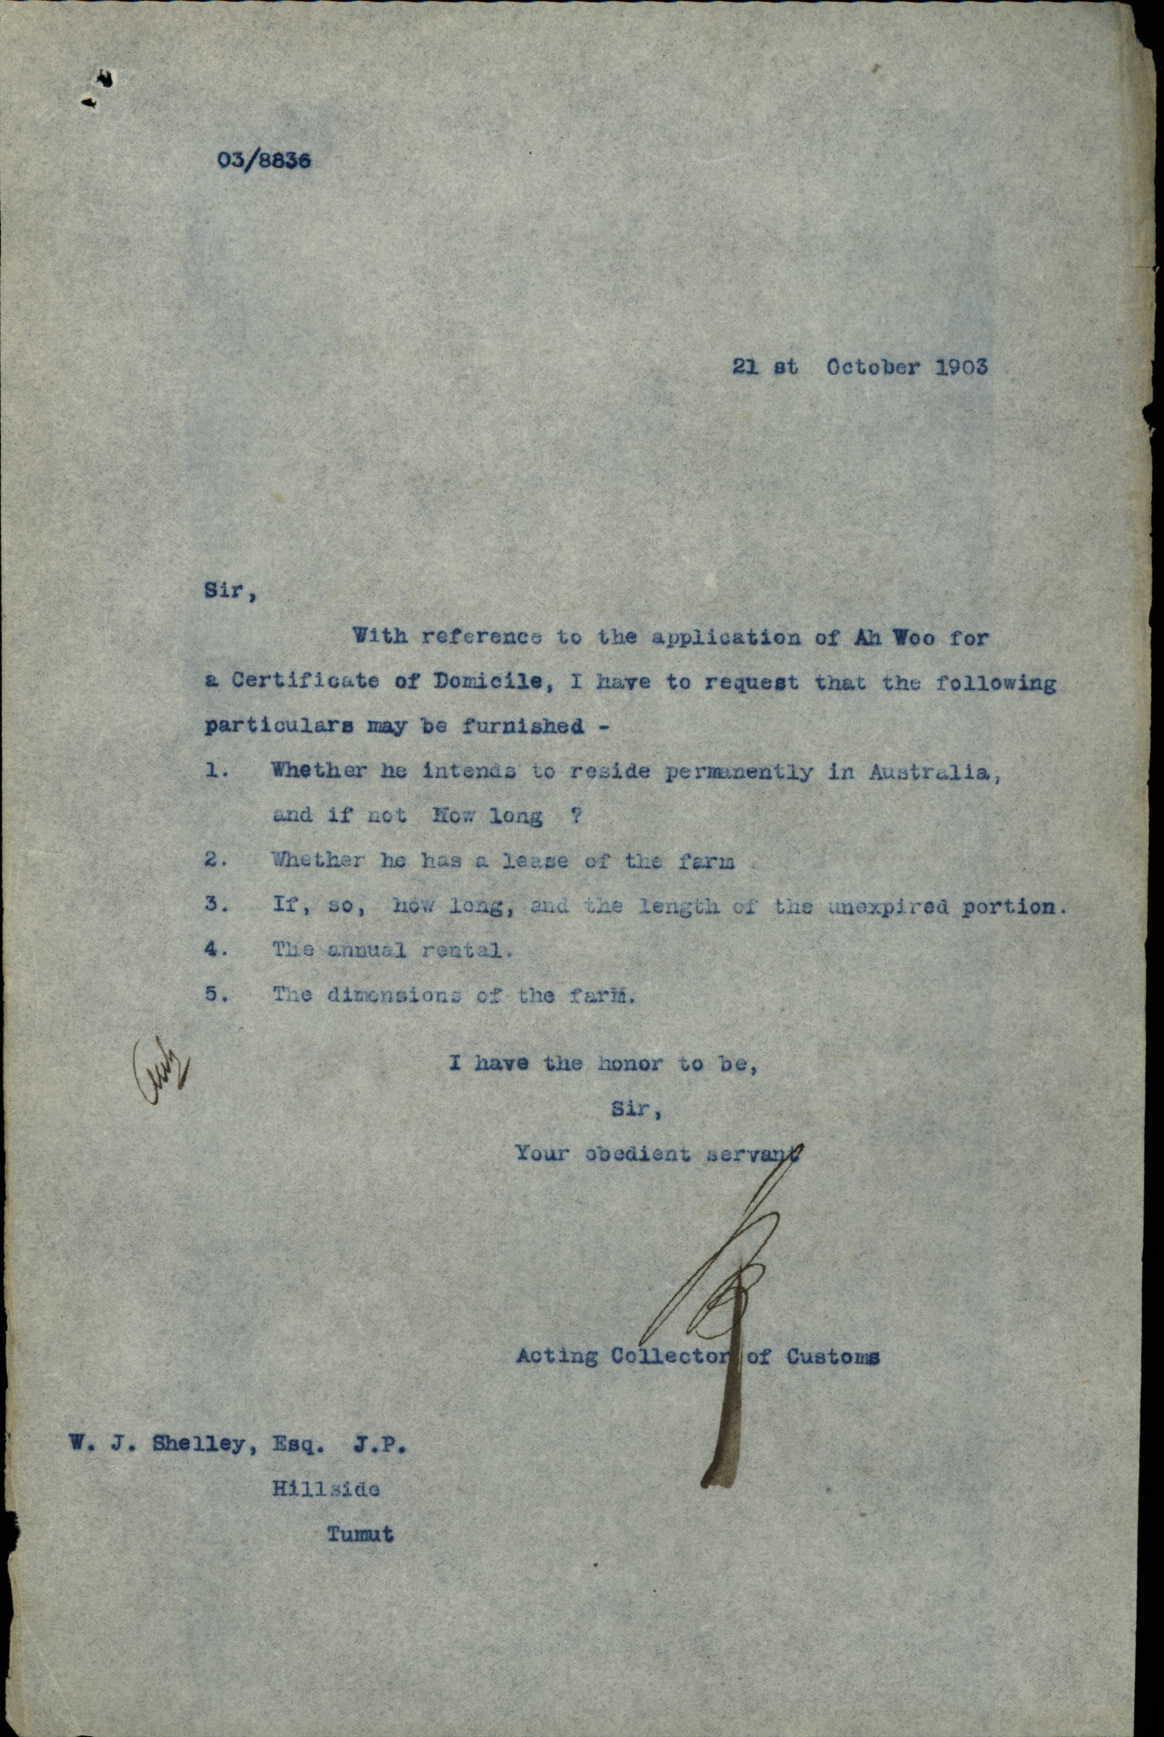 03/8836
21 st October 1903
Sir,
With reference to the application of Ah Woo for
a Certificate of Domicile, I have to request that the following
particulars may be furnished -
1. Whether he intends to reside permanently in Australia,
and if not How long ?
2. Whether he has a lease of the farm
3. If, so, how long, and the length of the unexpired portion.
4. The annual rental.
5. The dimensions of the farm.
I have the honor to be,
Sir,
Your obedient servant
Acting Collector of Customs
W. J. Shelley, Esq. J.P.
Hillside
Tumut